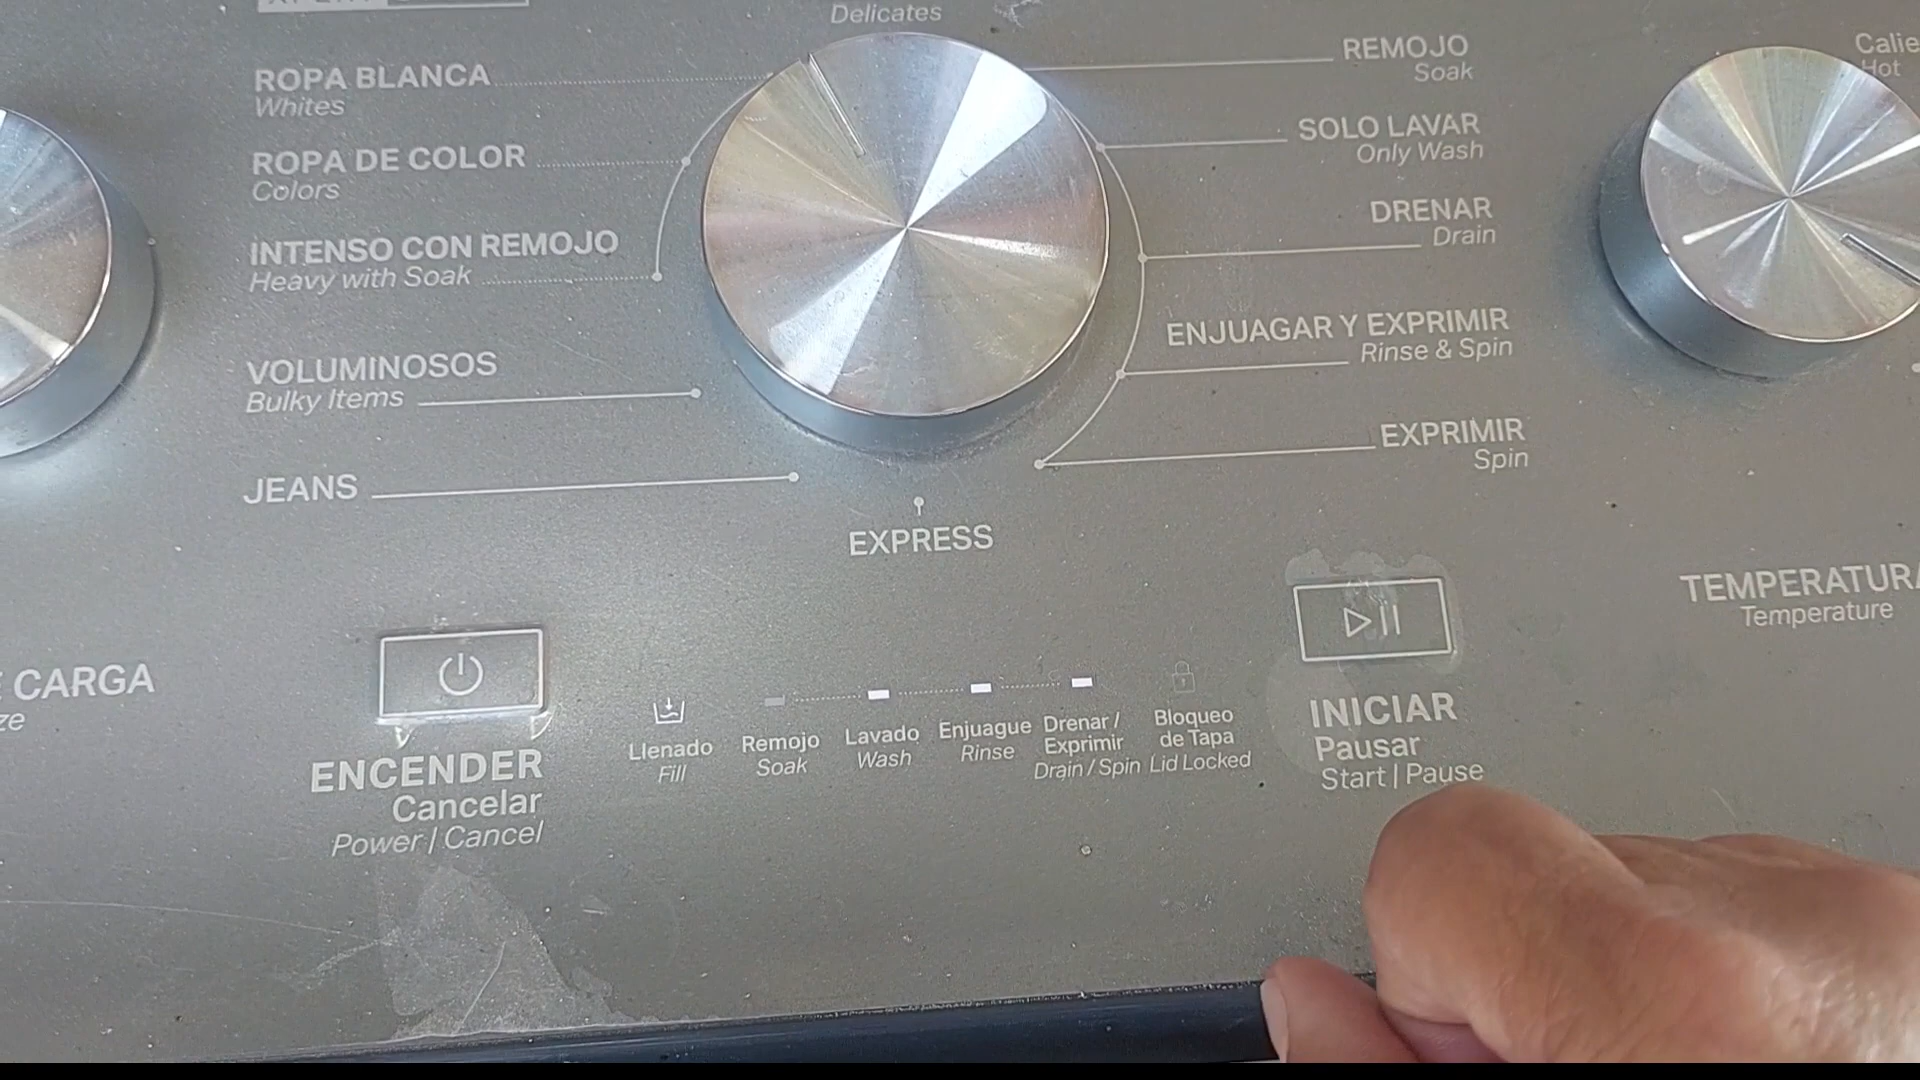 Delicates
ROPA BLANCA
Whites
ROPA DE COLOR
Colors
INTENSO CON REMOJO
Heavy with Soak
VOLUMINOSOS
Bulky Items
JEANS
EXPRESS
REMOJO
Soak
SOLO LAVAR
Only Wash
DRENAR
Drain
ENJUAGAR Y EXPRIMIR
Rinse & Spin
EXPRIMIR
Spin
Calie
Hot
TEMPERATURA
Temperature
CARGA
ze
ENCENDER
Cancelar
Power | Cancel
Llenado
Fill
Remojo
Soak
Lavado
Wash
Enjuague
Rinse
Drenar /
Exprimir
Drain / Spin
Bloqueo
de Tapa
Lid Locked
INICIAR
Pausar
Start | Pause